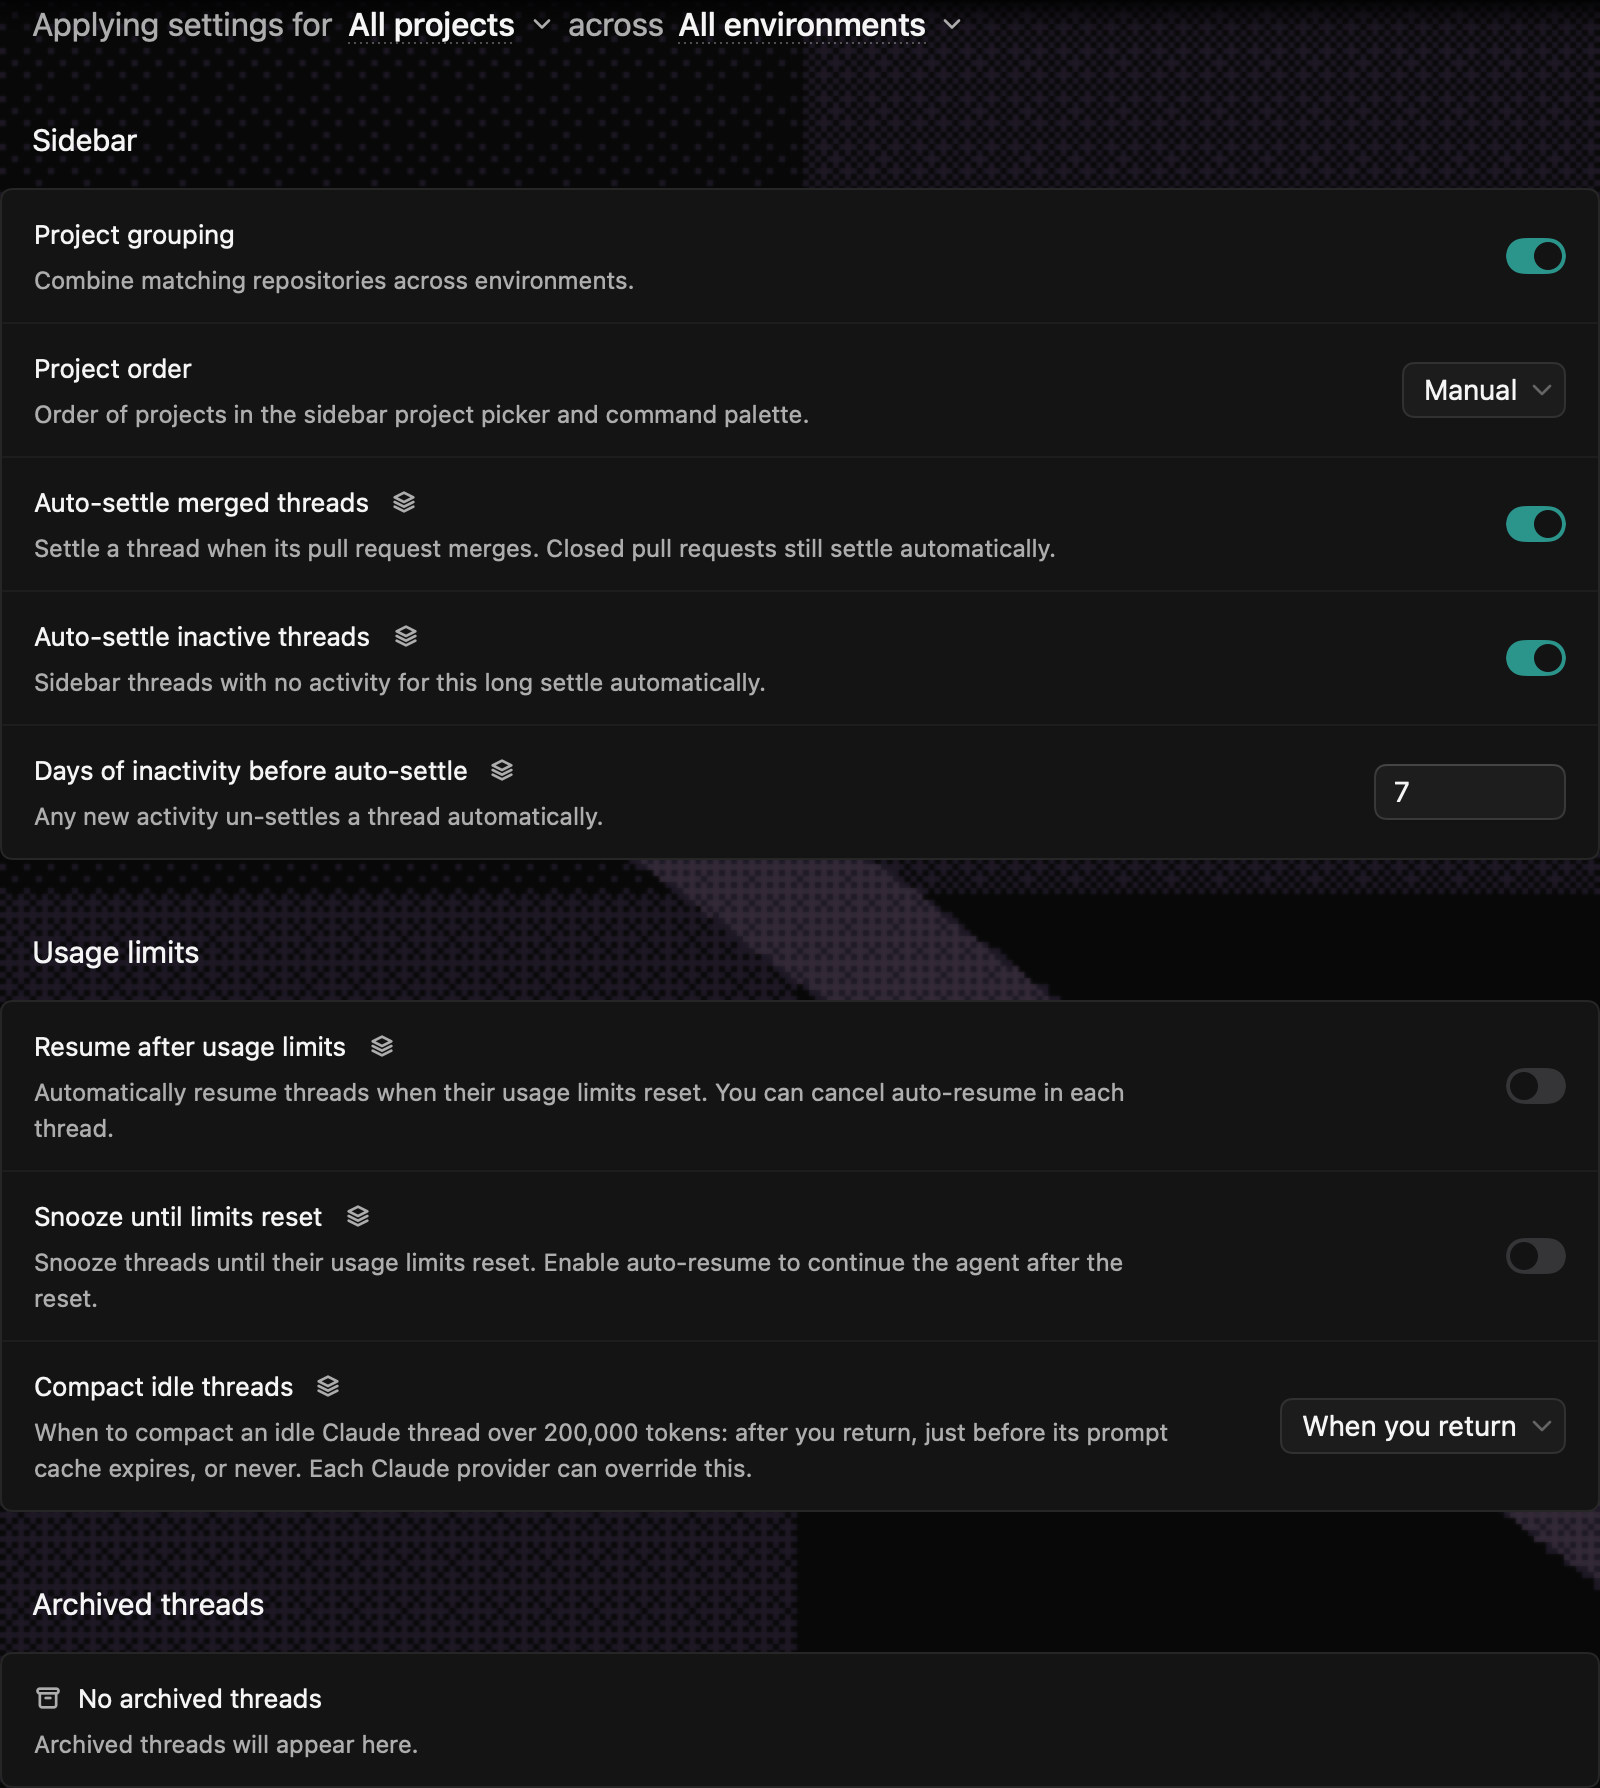 Applying settings for All projects across All environments
Sidebar
Project grouping
Combine matching repositories across environments.
Project order
Order of projects in the sidebar project picker and command palette.
Manual
Auto-settle merged threads
Settle a thread when its pull request merges. Closed pull requests still settle automatically.
Auto-settle inactive threads
Sidebar threads with no activity for this long settle automatically.
Days of inactivity before auto-settle
Any new activity un-settles a thread automatically.
7
Usage limits
Resume after usage limits
Automatically resume threads when their usage limits reset. You can cancel auto-resume in each
thread.
Snooze until limits reset
Snooze threads until their usage limits reset. Enable auto-resume to continue the agent after the
reset.
Compact idle threads
When to compact an idle Claude thread over 200,000 tokens: after you return, just before its prompt
cache expires, or never. Each Claude provider can override this.
When you return
Archived threads
No archived threads
Archived threads will appear here.